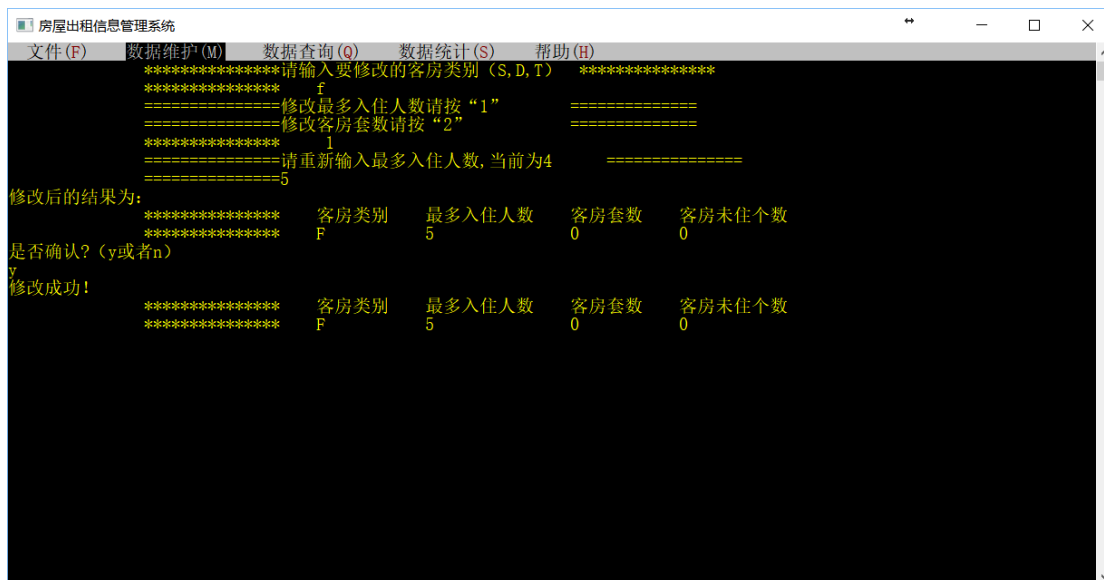 房屋出租信息管理系统
文件(F) 数据维护(M) 数据查询(Q) 数据统计(S) 帮助(H)
***************请输入要修改的客房类别（S,D,T） ***************
*************** f
===============修改最多入住人数请按“1” ==============
===============修改客房套数请按“2” ==============
*************** 1
===============请重新输入最多入住人数,当前为4 ===============
===============5
修改后的结果为:
*************** 客房类别 最多入住人数 客房套数 客房未住个数
*************** F 5 0 0
是否确认?（y或者n）
y
修改成功!
*************** 客房类别 最多入住人数 客房套数 客房未住个数
*************** F 5 0 0